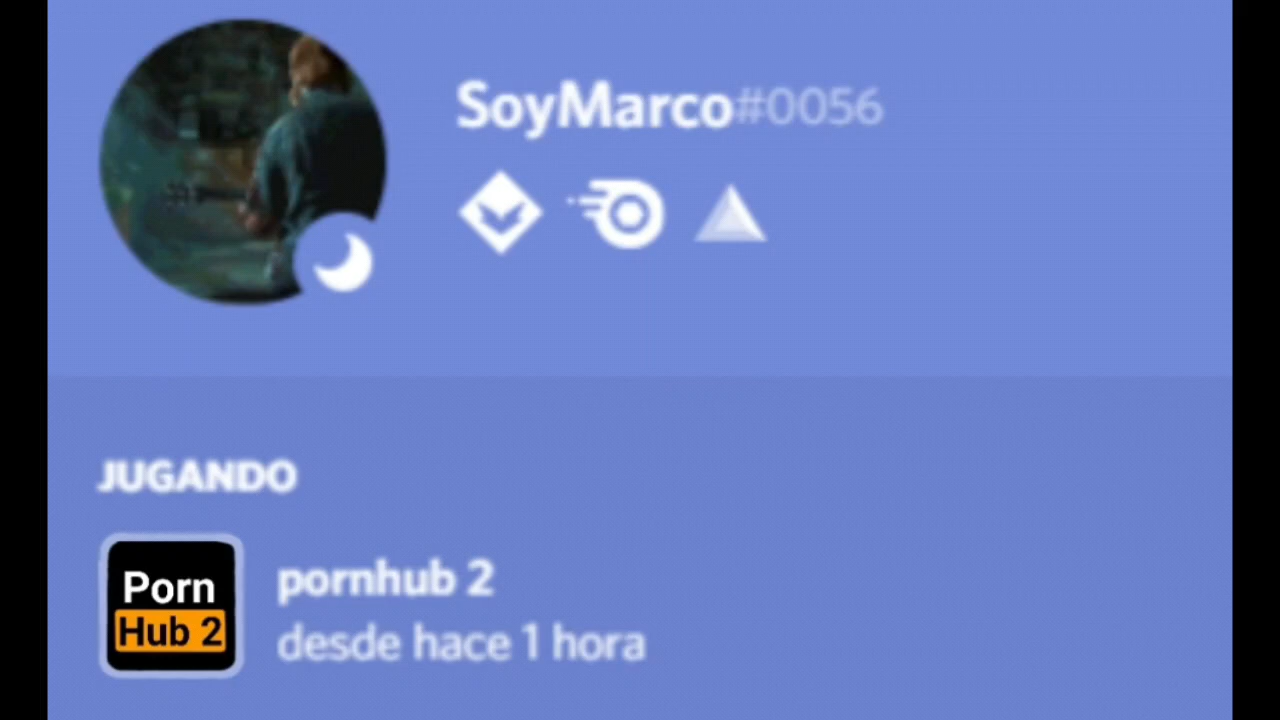 SoyMarco#0056
JUGANDO
Porn
Hub 2
pornhub 2
desde hace 1 hora